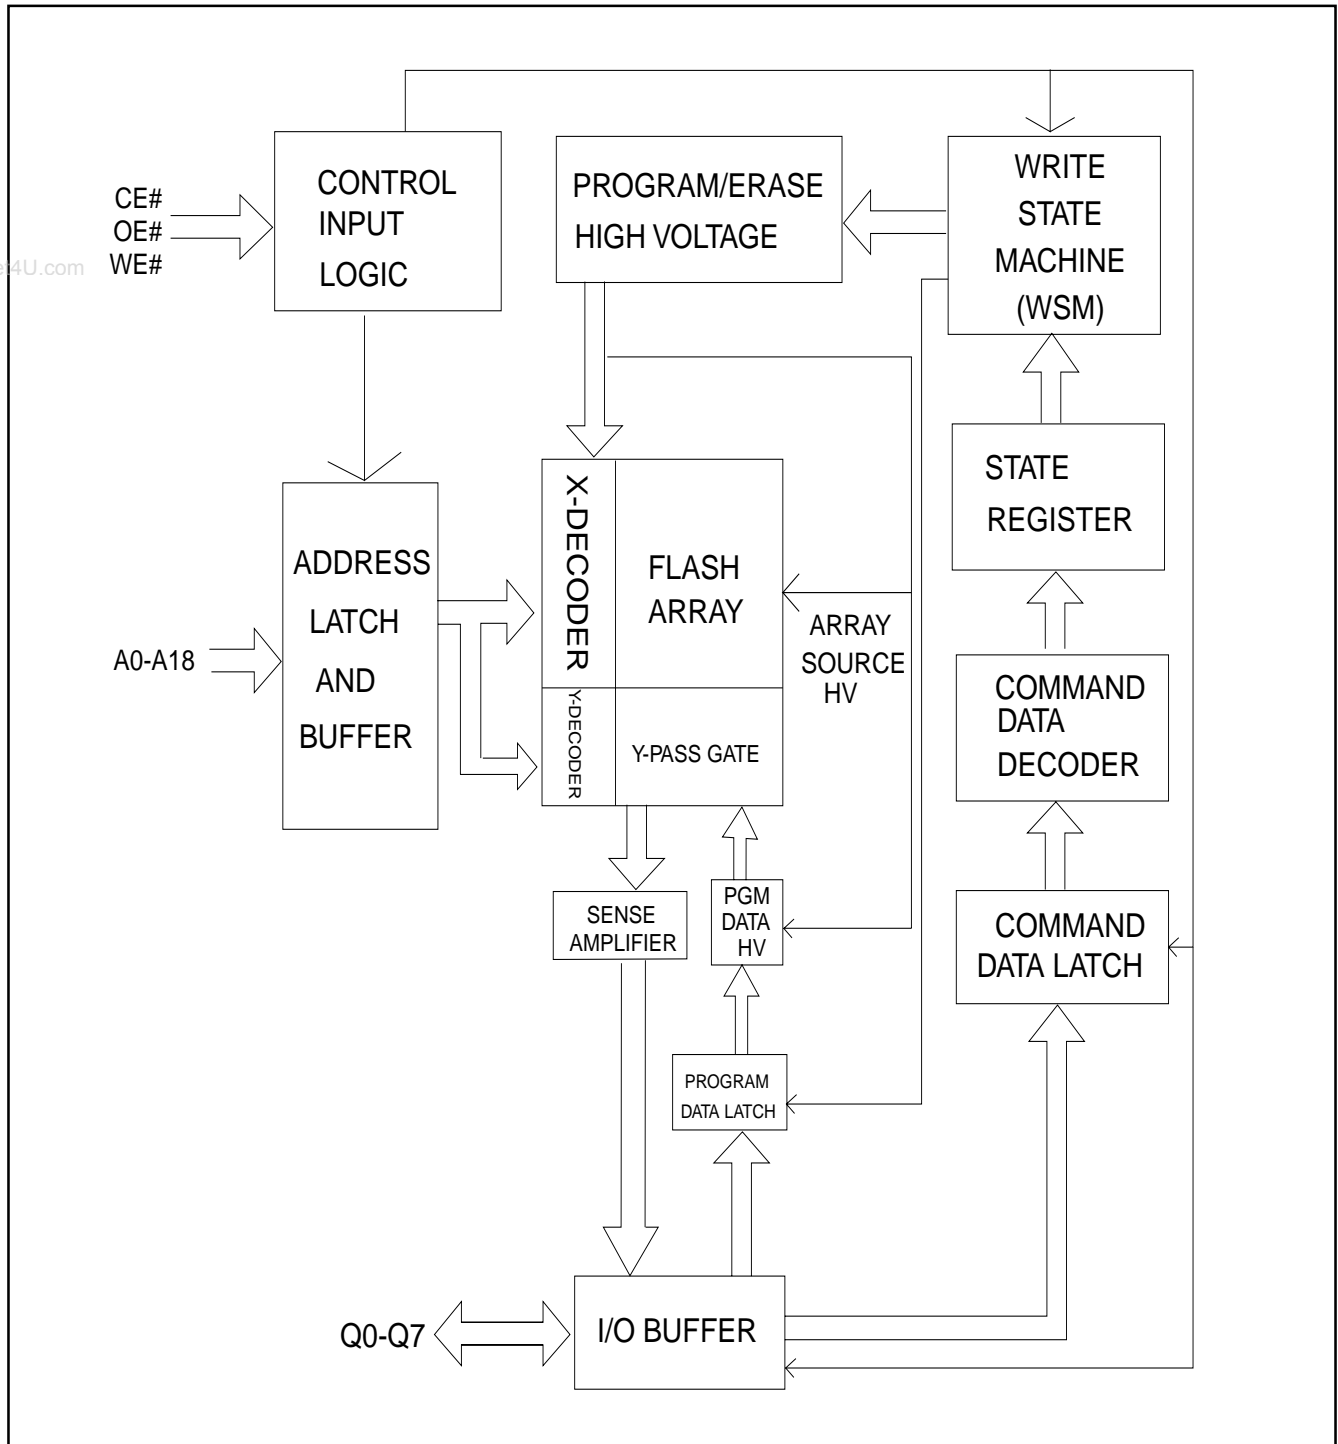 CE#
OE#
WE#
et4U.com
CONTROL
INPUT
LOGIC
PROGRAM/ERASE
HIGH VOLTAGE
WRITE
STATE
MACHINE
(WSM)
STATE
REGISTER
ADDRESS
LATCH
AND
BUFFER
A0-A18
X-DECODER
FLASH
ARRAY
ARRAY
SOURCE
HV
Y-DECODER
Y-PASS GATE
COMMAND
DATA
DECODER
SENSE
AMPLIFIER
PGM
DATA
HV
COMMAND
DATA LATCH
PROGRAM
DATA LATCH
Q0-Q7
I/O BUFFER